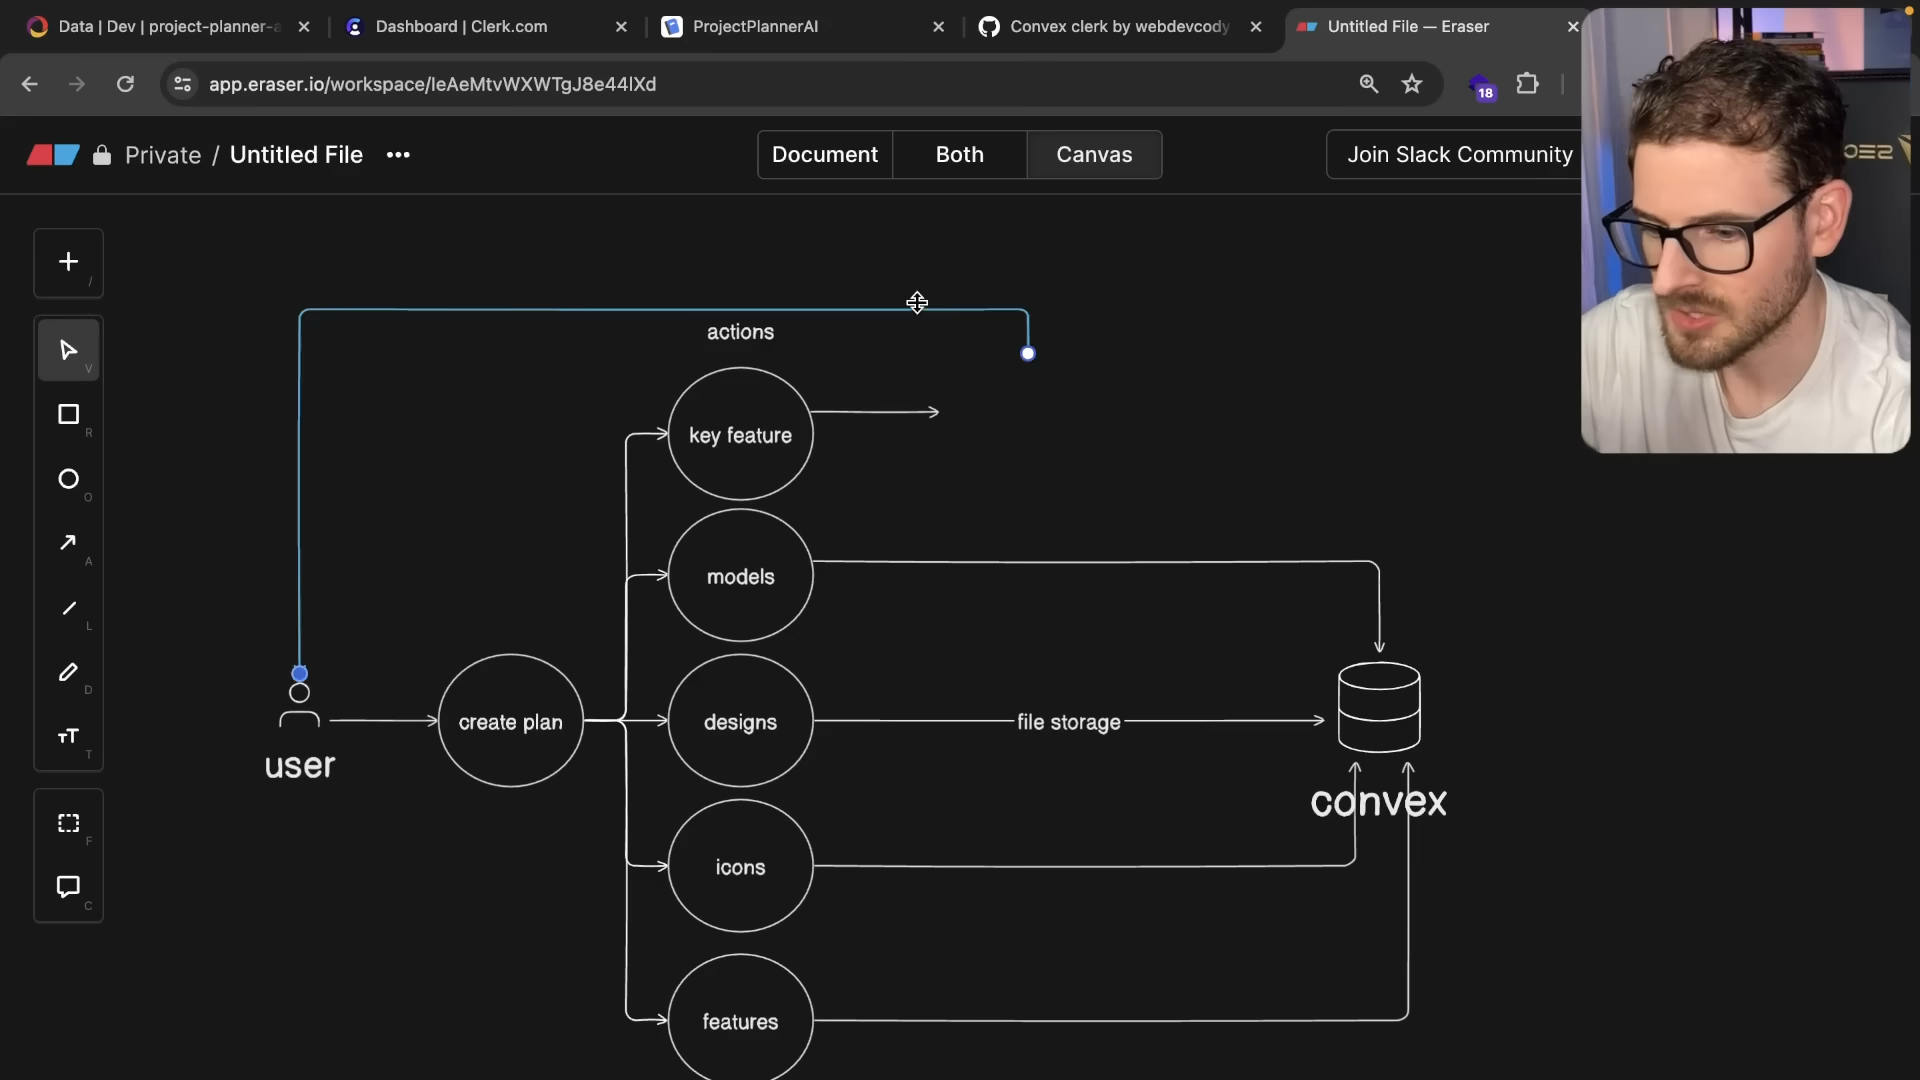 Data | Dev | project-planner-a
Dashboard | Clerk.com
ProjectPlannerAI
Convex clerk by webdevcody
Untitled File — Eraser
app.eraser.io/workspace/IeAeMtvWXWTgJ8e44lXd
18
Private / Untitled File
Document
Both
Canvas
Join Slack Community
/
V
R
O
A
L
D
T
F
C
actions
key feature
models
create plan
designs
file storage
user
convex
icons
features